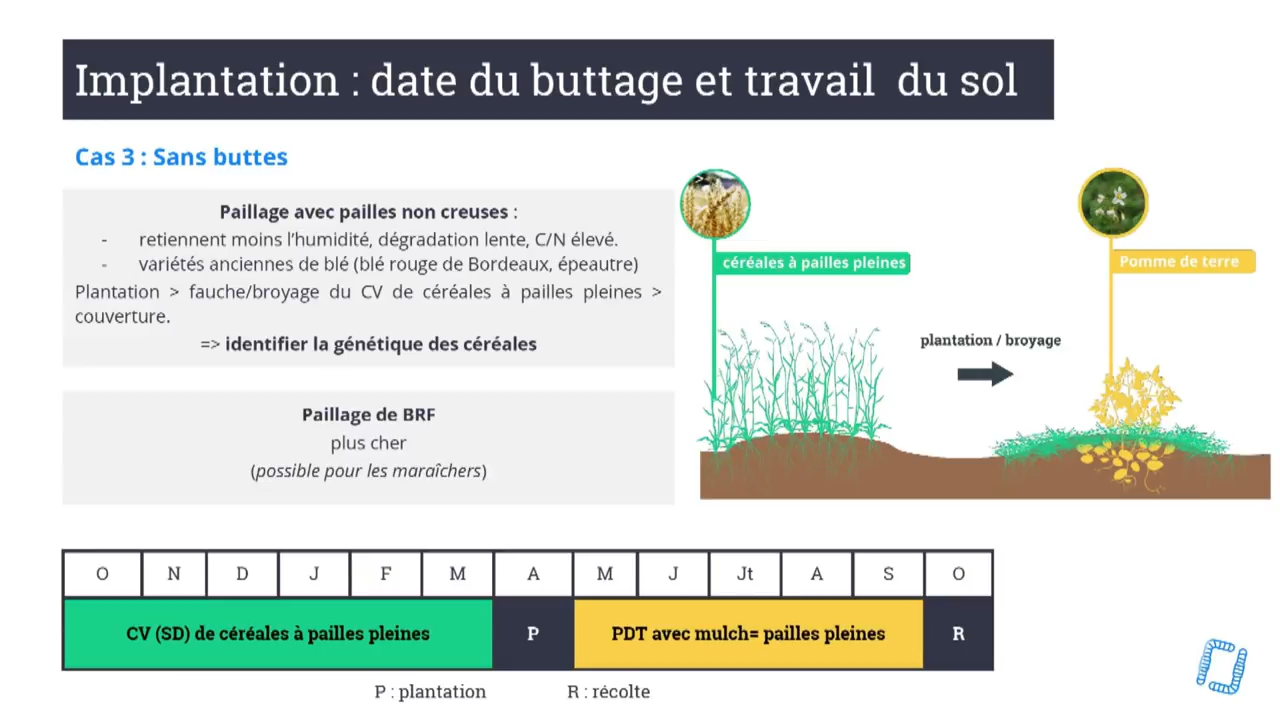 Implantation : date du buttage et travail du sol
Cas 3 : Sans buttes
Paillage avec pailles non creuses :
- retiennent moins l'humidité, dégradation lente, C/N élevé.
- variétés anciennes de blé (blé rouge de Bordeaux, épeautre)
Plantation > fauche/broyage du CV de céréales à pailles pleines >
couverture.
=> identifier la génétique des céréales
Paillage de BRF
plus cher
(possible pour les maraîchers)
céréales à pailles pleines
Pomme de terre
plantation / broyage
O N D J F M A M J Jt A S O
CV (SD) de céréales à pailles pleines P PDT avec mulch= pailles pleines R
P : plantation R : récolte